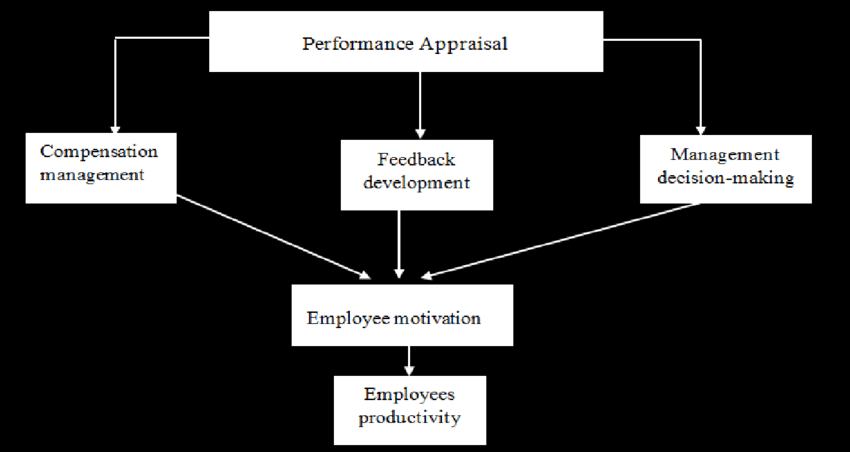 Performance Appraisal
Compensation
management
Feedback
development
Management
decision-making
Employee motivation
Employees
productivity